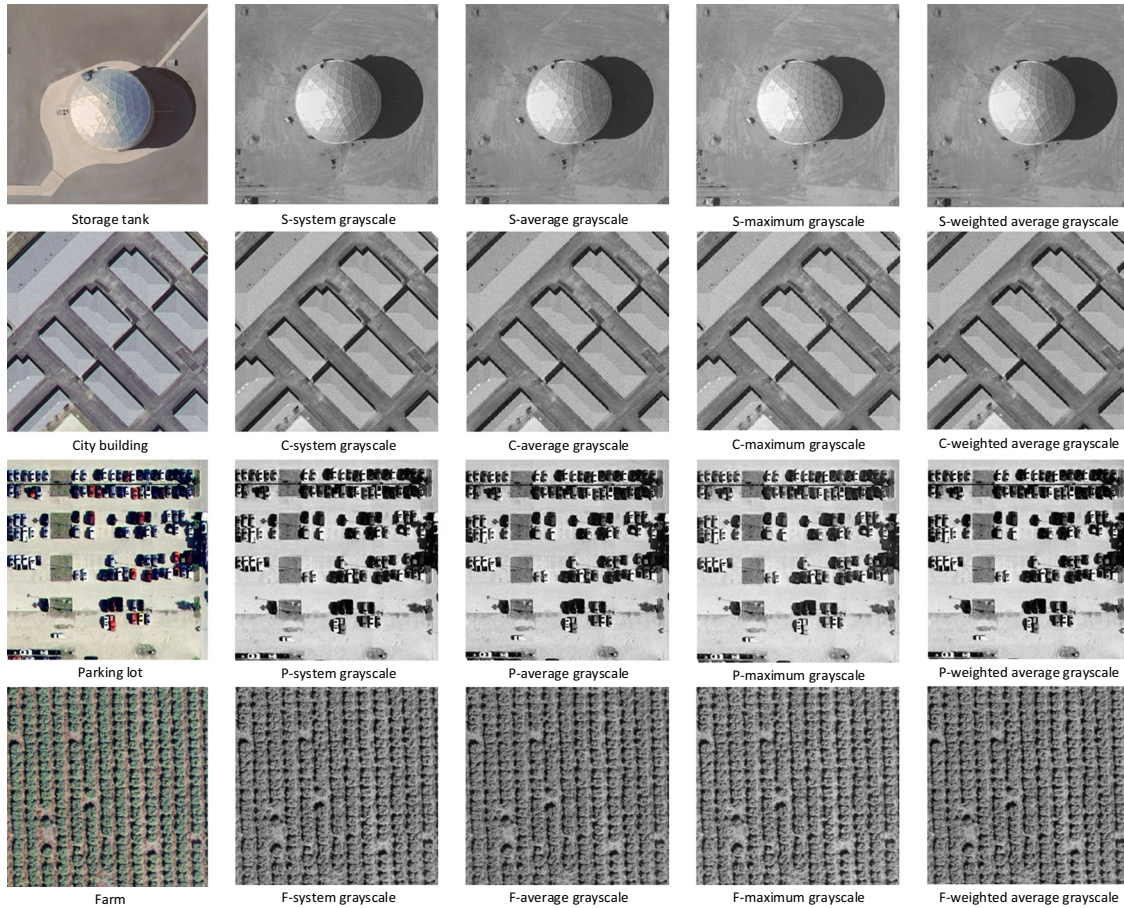 Storage tank
S-system grayscale
S-average grayscale
S-maximum grayscale
S-weighted average grayscale
City building
C-system grayscale
C-average grayscale
C-maximum grayscale
C-weighted average grayscale
Parking lot
P-system grayscale
P-average grayscale
P-maximum grayscale
P-weighted average grayscale
Farm
F-system grayscale
F-average grayscale
F-maximum grayscale
F-weighted average grayscale